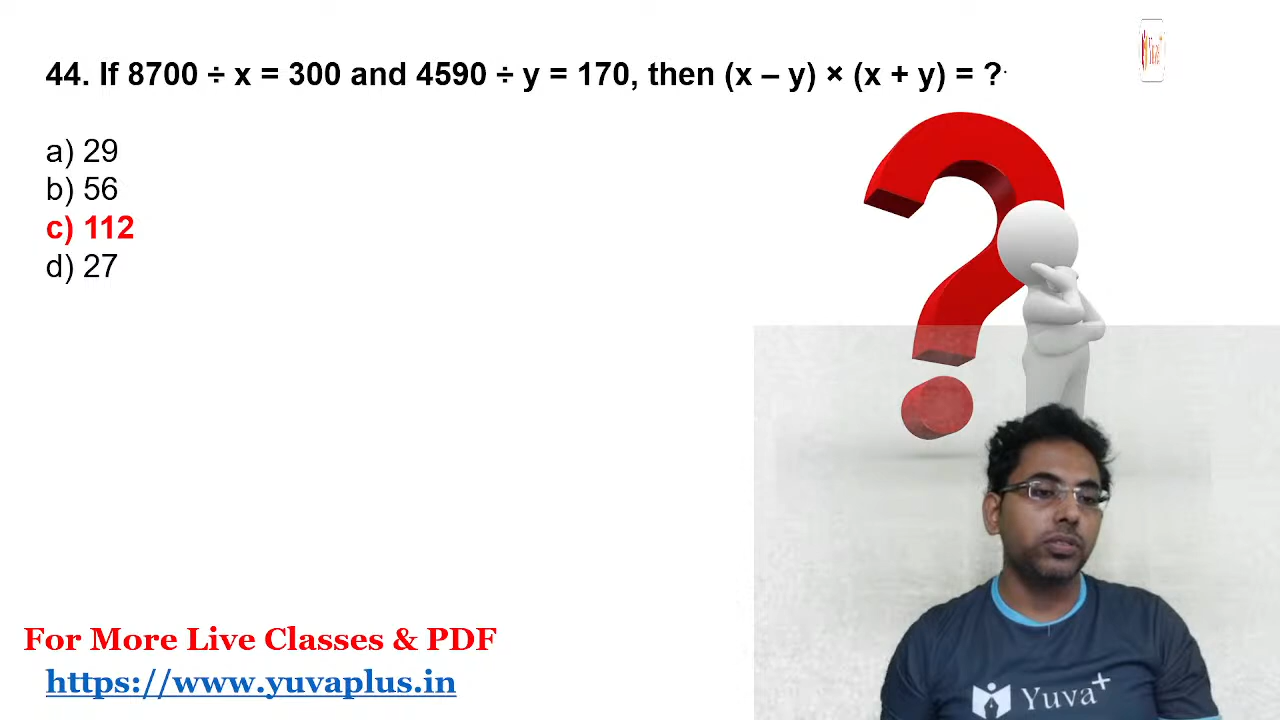 44. If 8700 ÷ x = 300 and 4590 ÷ y = 170, then (x – y) × (x + y) = ?
a) 29
b) 56
c) 112
d) 27
For More Live Classes & PDF
https://www.yuvaplus.in
Yuva+